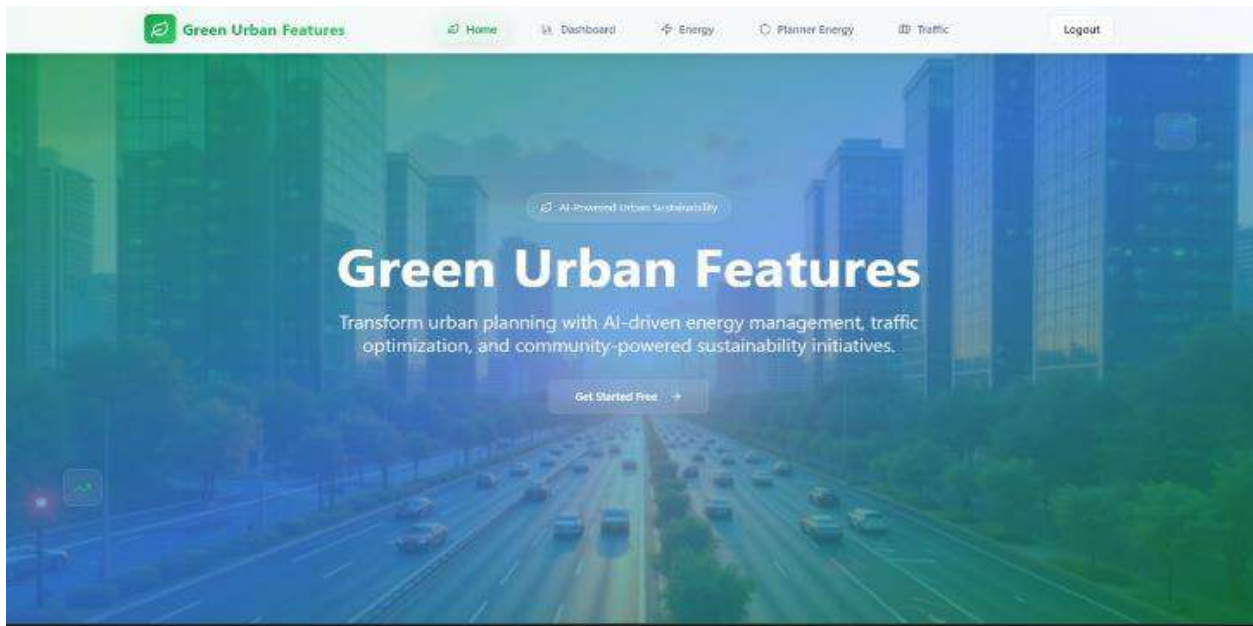 Green Urban Features
Home
Dashboard
Energy
Planner Energy
Traffic
Logout
AI-Powered Urban Sustainability
Green Urban Features
Transform urban planning with AI-driven energy management, traffic
optimization, and community-powered sustainability initiatives.
Get Started Free →